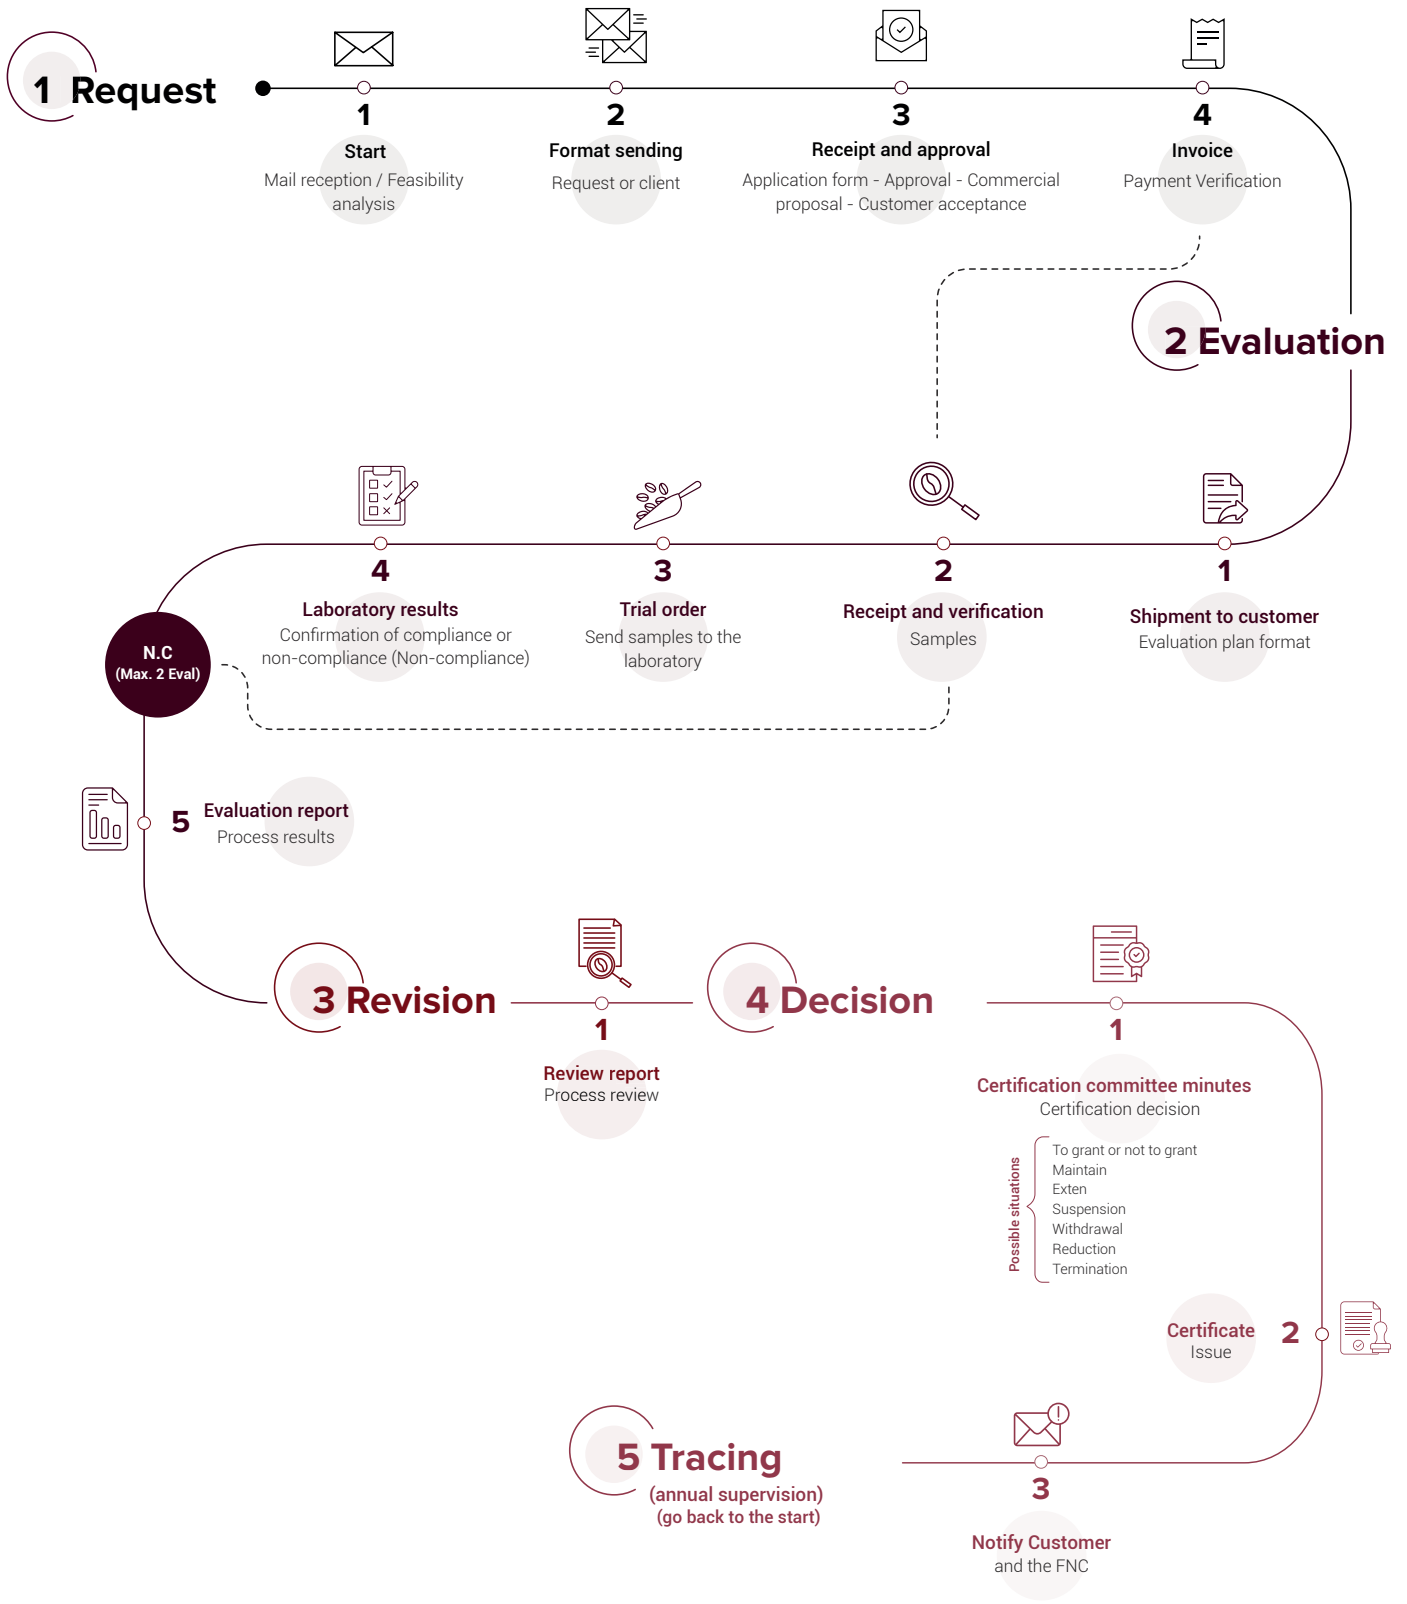 1 Request
1
Start
Mail reception / Feasibility
analysis
2
Format sending
Request or client
3
Receipt and approval
Application form - Approval - Commercial
proposal - Customer acceptance
4
Invoice
Payment Verification
2 Evaluation
1
Shipment to customer
Evaluation plan format
2
Receipt and verification
Samples
3
Trial order
Send samples to the
laboratory
4
Laboratory results
Confirmation of compliance or
non-compliance (Non-compliance)
N.C
(Max. 2 Eval)
5
Evaluation report
Process results
3 Revision
1
Review report
Process review
4 Decision
1
Certification committee minutes
Certification decision
Possible situations
To grant or not to grant
Maintain
Exten
Suspension
Withdrawal
Reduction
Termination
2
Certificate
Issue
3
Notify Customer
and the FNC
5 Tracing
(annual supervision)
(go back to the start)